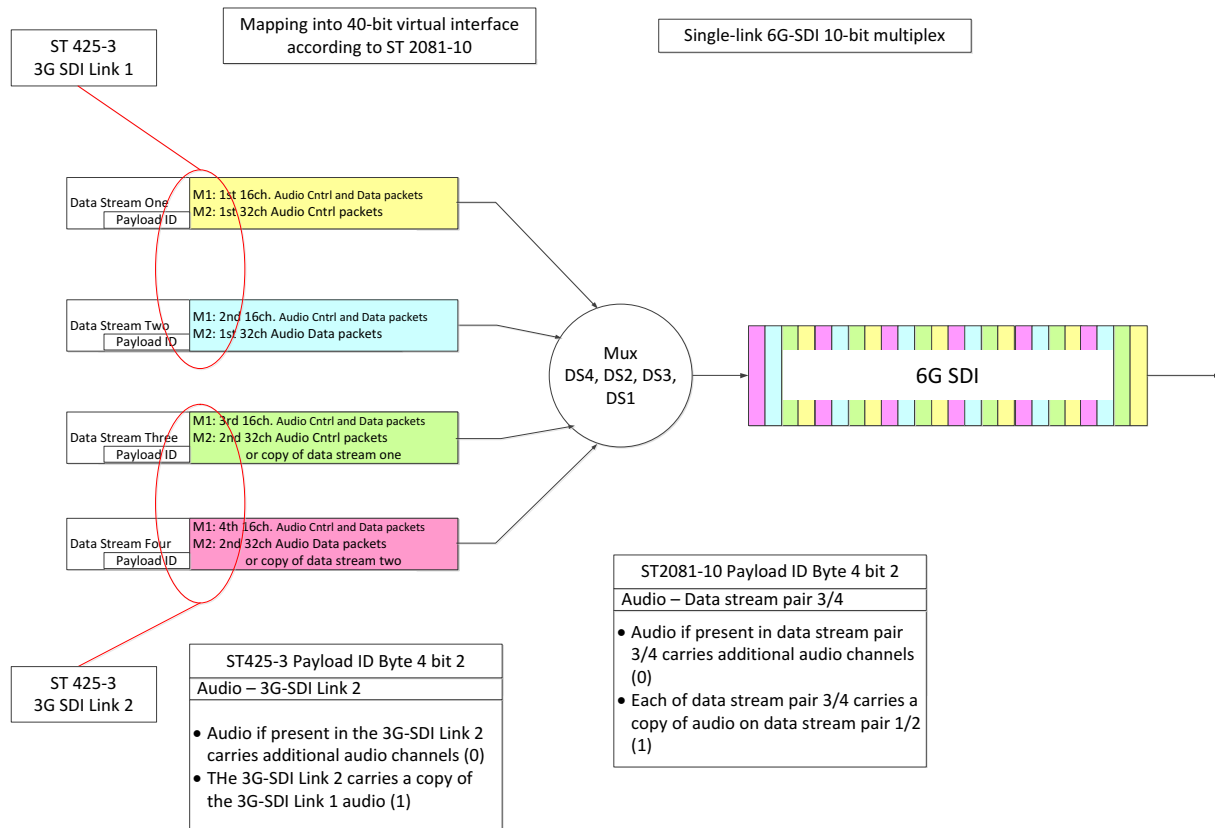 Mapping into 40-bit virtual interface
according to ST 2081-10
Single-link 6G-SDI 10-bit multiplex
ST 425-3
3G SDI Link 1
Data Stream One
Payload ID
M1: 1st 16ch. Audio Cntrl and Data packets
M2: 1st 32ch Audio Cntrl packets
Data Stream Two
Payload ID
M1: 2nd 16ch. Audio Cntrl and Data packets
M2: 1st 32ch Audio Data packets
Data Stream Three
Payload ID
M1: 3rd 16ch. Audio Cntrl and Data packets
M2: 2nd 32ch Audio Cntrl packets
or copy of data stream one
Data Stream Four
Payload ID
M1: 4th 16ch. Audio Cntrl and Data packets
M2: 2nd 32ch Audio Data packets
or copy of data stream two
Mux
DS4, DS2, DS3,
DS1
6G SDI
ST 425-3
3G SDI Link 2
ST425-3 Payload ID Byte 4 bit 2
Audio – 3G-SDI Link 2
• Audio if present in the 3G-SDI Link 2
carries additional audio channels (0)
• THe 3G-SDI Link 2 carries a copy of
the 3G-SDI Link 1 audio (1)
ST2081-10 Payload ID Byte 4 bit 2
Audio – Data stream pair 3/4
• Audio if present in data stream pair
3/4 carries additional audio channels
(0)
• Each of data stream pair 3/4 carries a
copy of audio on data stream pair 1/2
(1)